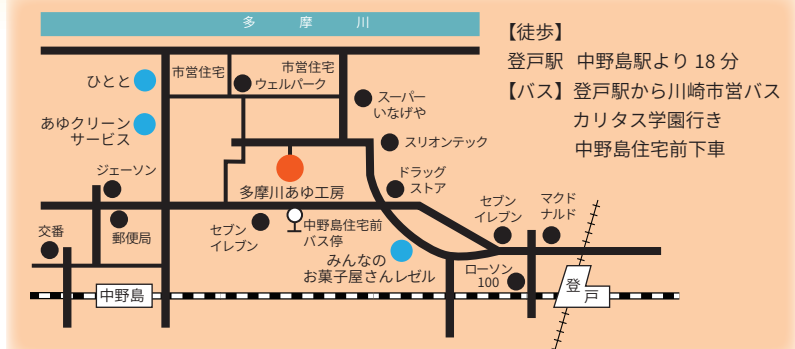 多摩川
【徒歩】
登戸駅 中野島駅より 18 分
【バス】登戸駅から川崎市営バス
カリタス学園行き
中野島住宅前下車
ひとと
市営住宅
市営住宅
ウェルパーク
スーパー
いなげや
あゆクリーン
サービス
スリオンテック
ジェーソン
ドラッグ
ストア
多摩川あゆ工房
セブン
イレブン
マクド
ナルド
交番
郵便局
セブン
イレブン
中野島住宅前
バス停
みんなの
お菓子屋さんレゼル
ローソン
100
中野島
登戸